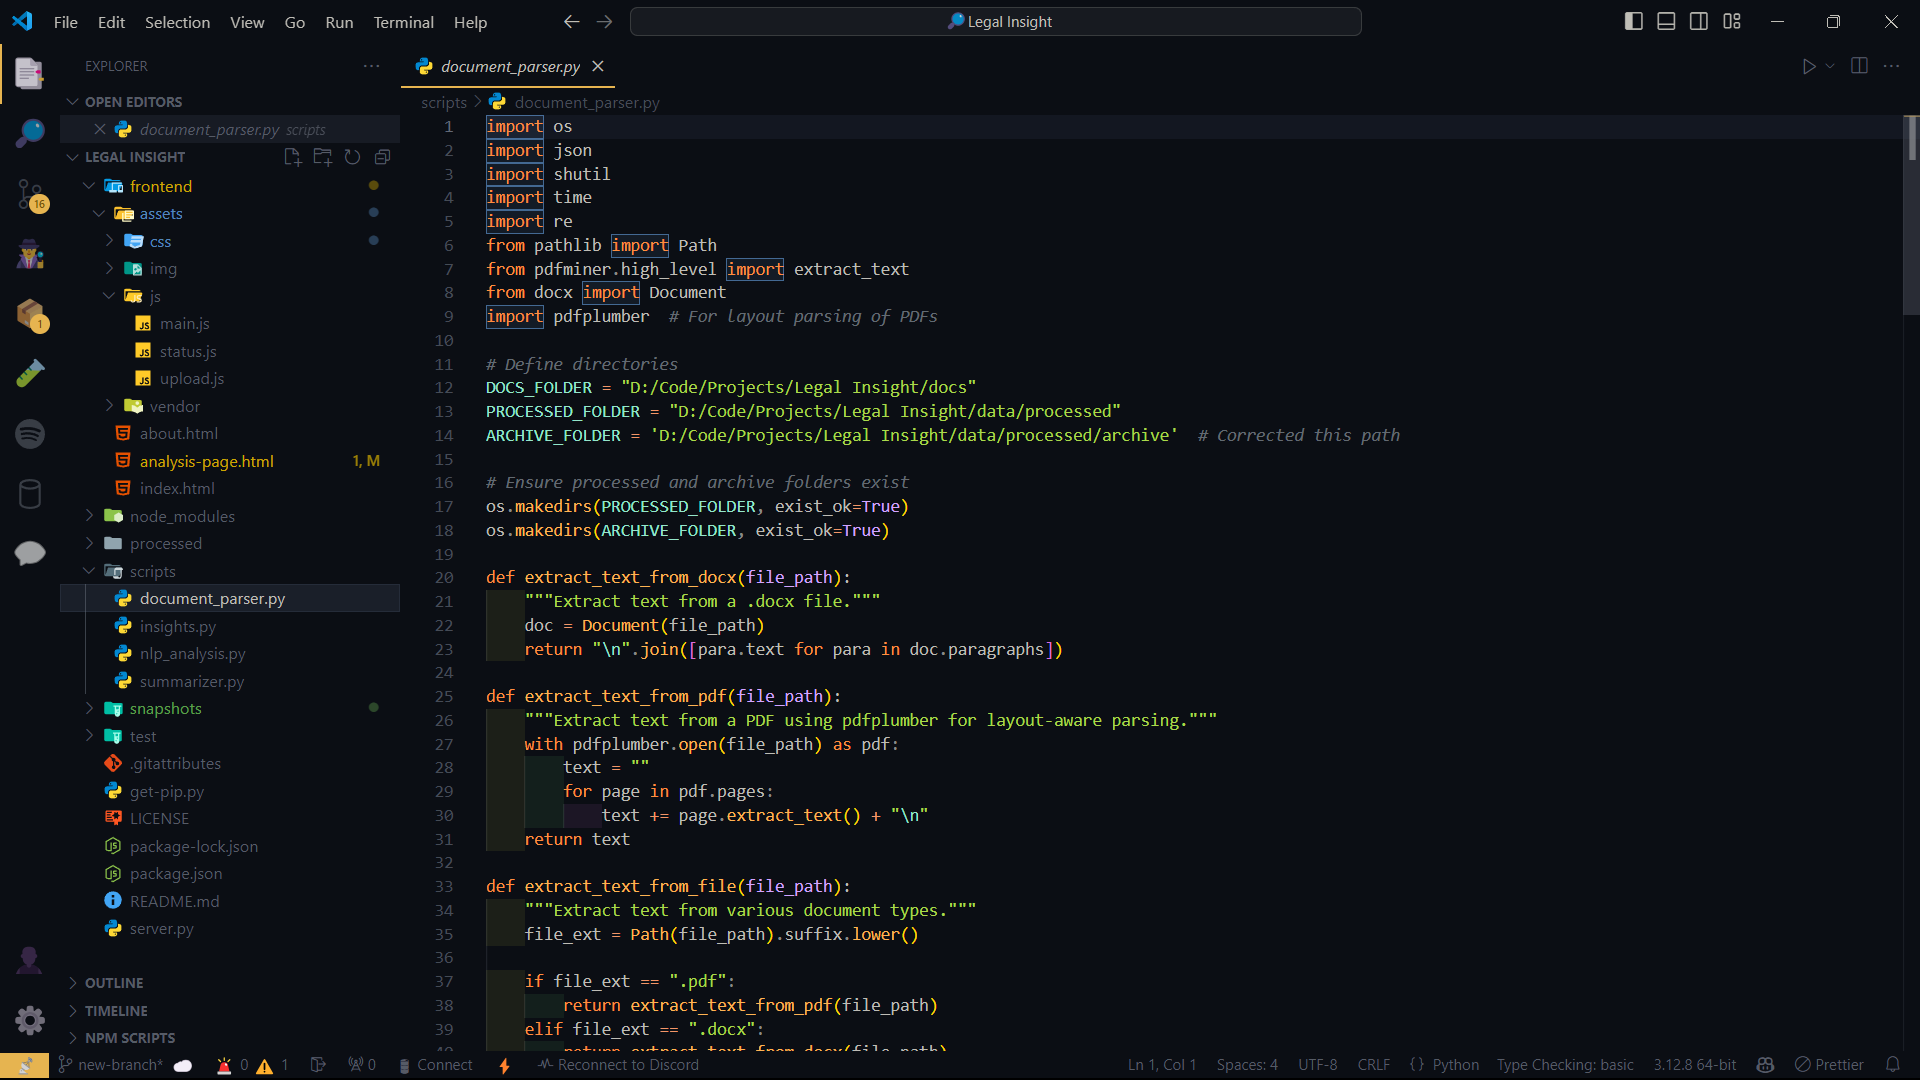 File Edit Selection View Go Run Terminal Help
Legal Insight
EXPLORER
OPEN EDITORS
document_parser.py scripts
LEGAL INSIGHT
frontend
assets
css
img
js
main.js
status.js
upload.js
vendor
about.html
analysis-page.html 1, M
index.html
node_modules
processed
scripts
document_parser.py
insights.py
nlp_analysis.py
summarizer.py
snapshots
test
.gitattributes
get-pip.py
LICENSE
package-lock.json
package.json
README.md
server.py
OUTLINE
TIMELINE
NPM SCRIPTS
16
1
document_parser.py
scripts > document_parser.py
1 import os
2 import json
3 import shutil
4 import time
5 import re
6 from pathlib import Path
7 from pdfminer.high_level import extract_text
8 from docx import Document
9 import pdfplumber  # For layout parsing of PDFs
10
11 # Define directories
12 DOCS_FOLDER = "D:/Code/Projects/Legal Insight/docs"
13 PROCESSED_FOLDER = "D:/Code/Projects/Legal Insight/data/processed"
14 ARCHIVE_FOLDER = 'D:/Code/Projects/Legal Insight/data/processed/archive'  # Corrected this path
15
16 # Ensure processed and archive folders exist
17 os.makedirs(PROCESSED_FOLDER, exist_ok=True)
18 os.makedirs(ARCHIVE_FOLDER, exist_ok=True)
19
20 def extract_text_from_docx(file_path):
21     """Extract text from a .docx file."""
22     doc = Document(file_path)
23     return "\n".join([para.text for para in doc.paragraphs])
24
25 def extract_text_from_pdf(file_path):
26     """Extract text from a PDF using pdfplumber for layout-aware parsing."""
27     with pdfplumber.open(file_path) as pdf:
28         text = ""
29         for page in pdf.pages:
30             text += page.extract_text() + "\n"
31     return text
32
33 def extract_text_from_file(file_path):
34     """Extract text from various document types."""
35     file_ext = Path(file_path).suffix.lower()
36
37     if file_ext == ".pdf":
38         return extract_text_from_pdf(file_path)
39     elif file_ext == ".docx":
40         return extract_text_from_docx(file_path)
new-branch* 0 1 0 Connect Reconnect to Discord Ln 1, Col 1 Spaces: 4 UTF-8 CRLF {} Python Type Checking: basic 3.12.8 64-bit Prettier